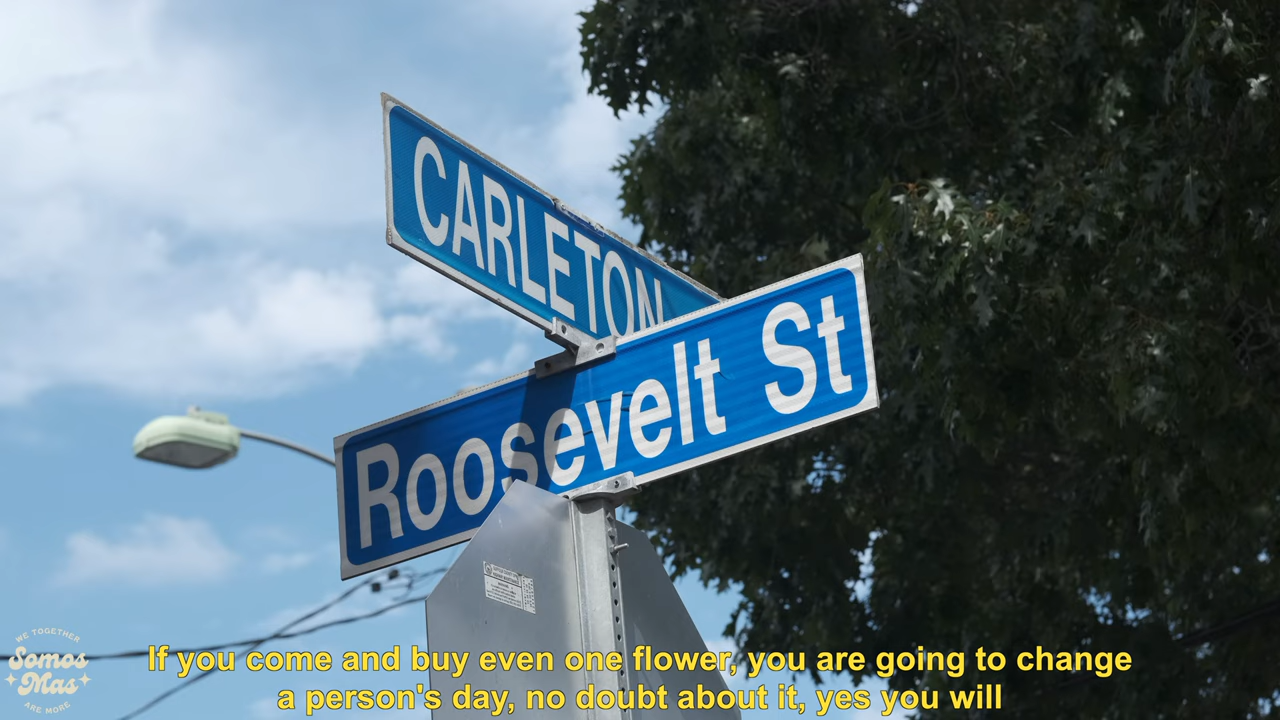 CARLETON
Roosevelt St
WE TOGETHER
Somos
Mas
ARE MORE
If you come and buy even one flower, you are going to change
a person's day, no doubt about it, yes you will